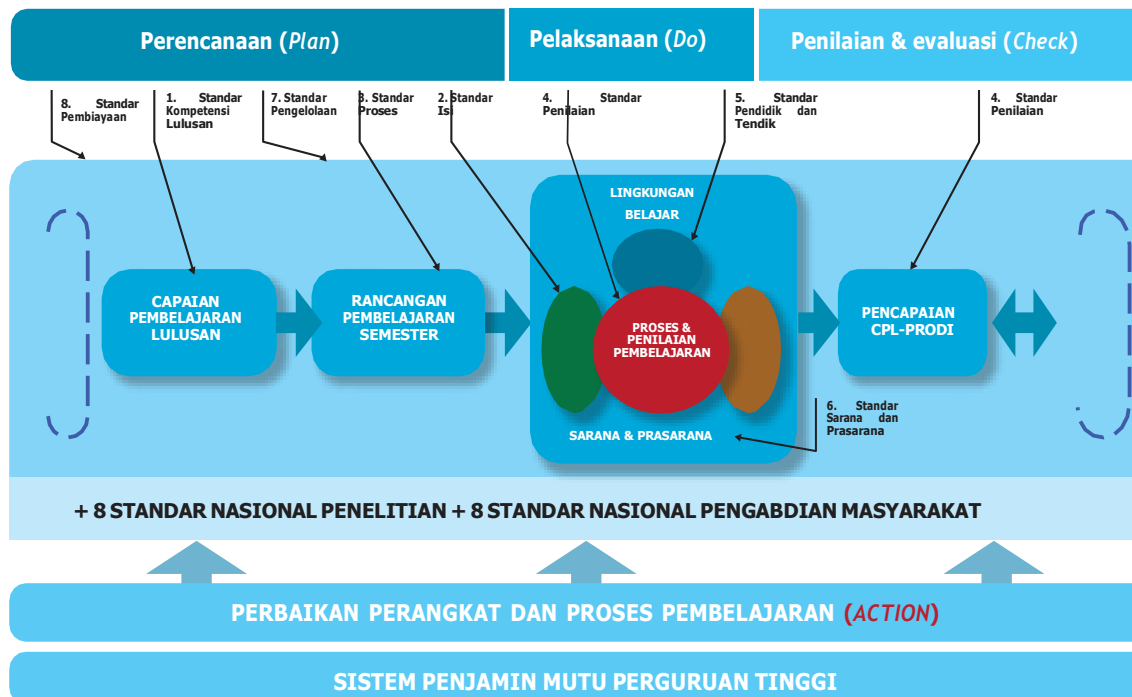 Perencanaan (Plan)
Pelaksanaan (Do)
Penilaian & evaluasi (Check)
8. Standar
Pembiayaan
1. Standar
Kompetensi
Lulusan
7. Standar
Pengelolaan
3. Standar
Proses
2. Standar
Isi
4. Standar
Penilaian
5. Standar
Pendidik dan
Tendik
4. Standar
Penilaian
LINGKUNGAN
BELAJAR
CAPAIAN
PEMBELAJARAN
LULUSAN
RANCANGAN
PEMBELAJARAN
SEMESTER
PROSES &
PENILAIAN
PEMBELAJARAN
PENCAPAIAN
CPL-PRODI
6. Standar
Sarana dan
Prasarana
SARANA & PRASARANA
+ 8 STANDAR NASIONAL PENELITIAN + 8 STANDAR NASIONAL PENGABDIAN MASYARAKAT
PERBAIKAN PERANGKAT DAN PROSES PEMBELAJARAN (ACTION)
SISTEM PENJAMIN MUTU PERGURUAN TINGGI